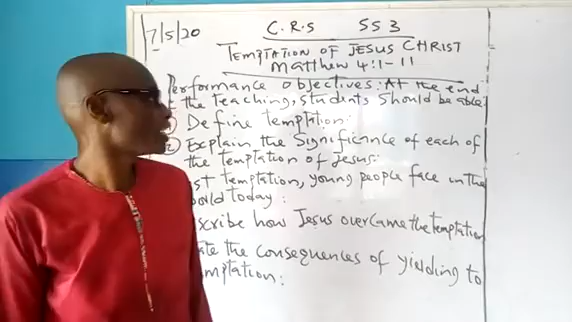 7/5/20
C.R.S SS3
TEMPTATION OF JESUS CHRIST
Matthew 4:1-11
Performance objectives: At the end
the teaching, students should be able
Define temptation:
② Explain the Significance of each of
the temptation of Jesus:
temptation, young people face in the
today:
how Jesus overcame the temptation
the consequences of yielding to